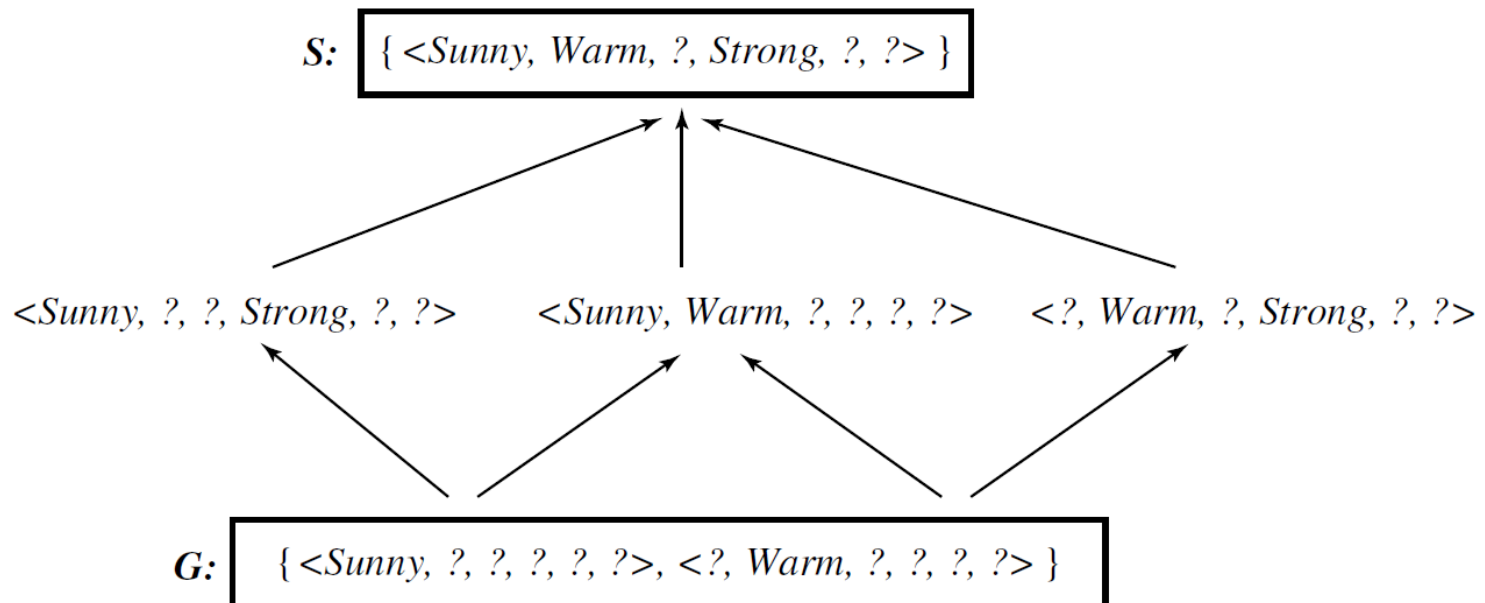 S: { <Sunny, Warm, ?, Strong, ?, ?> }
<Sunny, ?, ?, Strong, ?, ?> <Sunny, Warm, ?, ?, ?, ?> <?, Warm, ?, Strong, ?, ?>
G: { <Sunny, ?, ?, ?, ?, ?>, <?, Warm, ?, ?, ?, ?> }